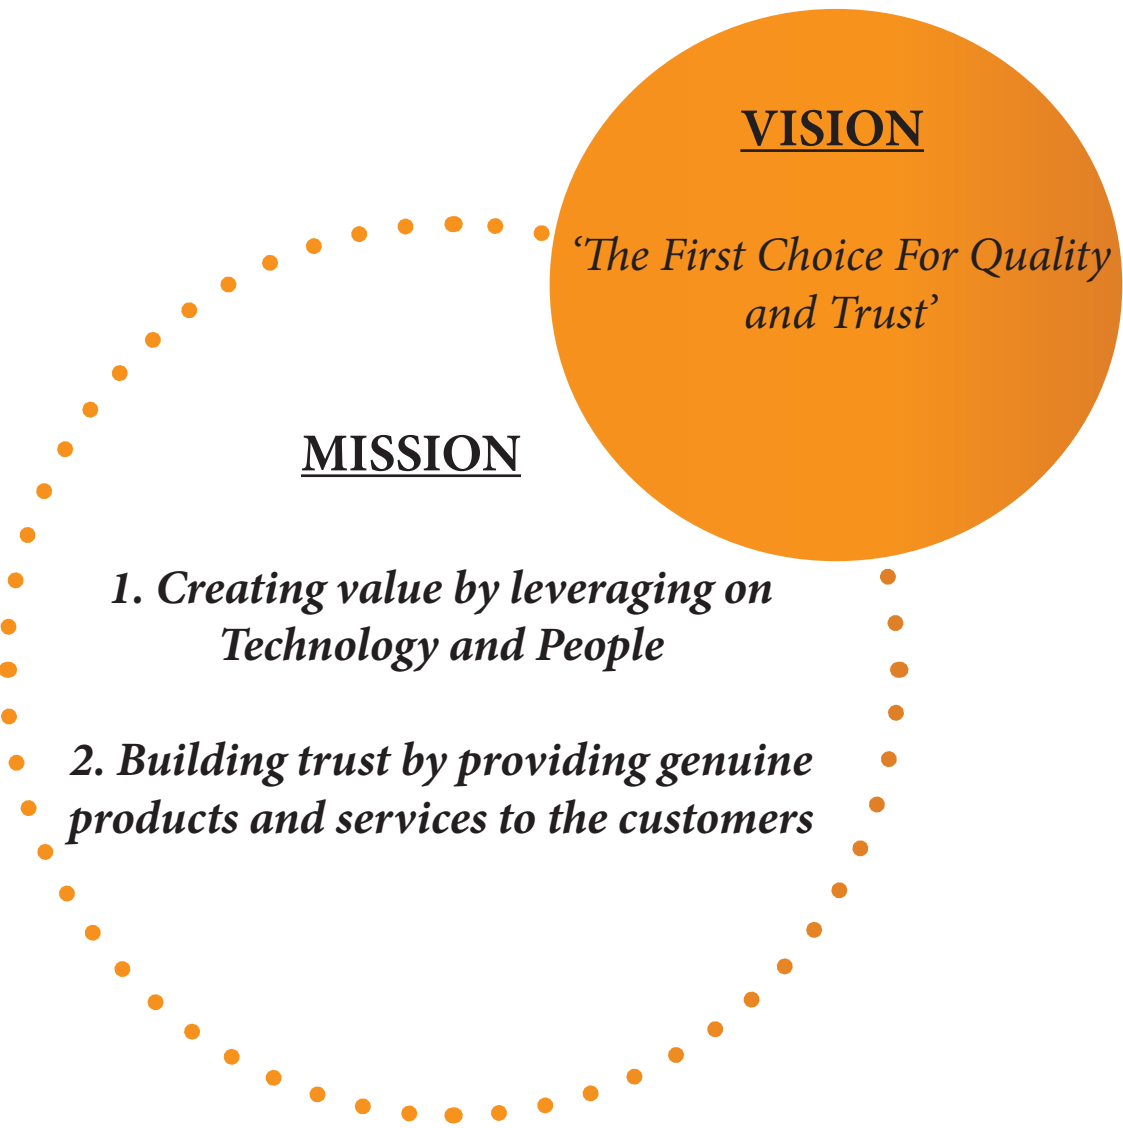 VISION
‘The First Choice For Quality
and Trust’
MISSION
1. Creating value by leveraging on
Technology and People
2. Building trust by providing genuine
products and services to the customers